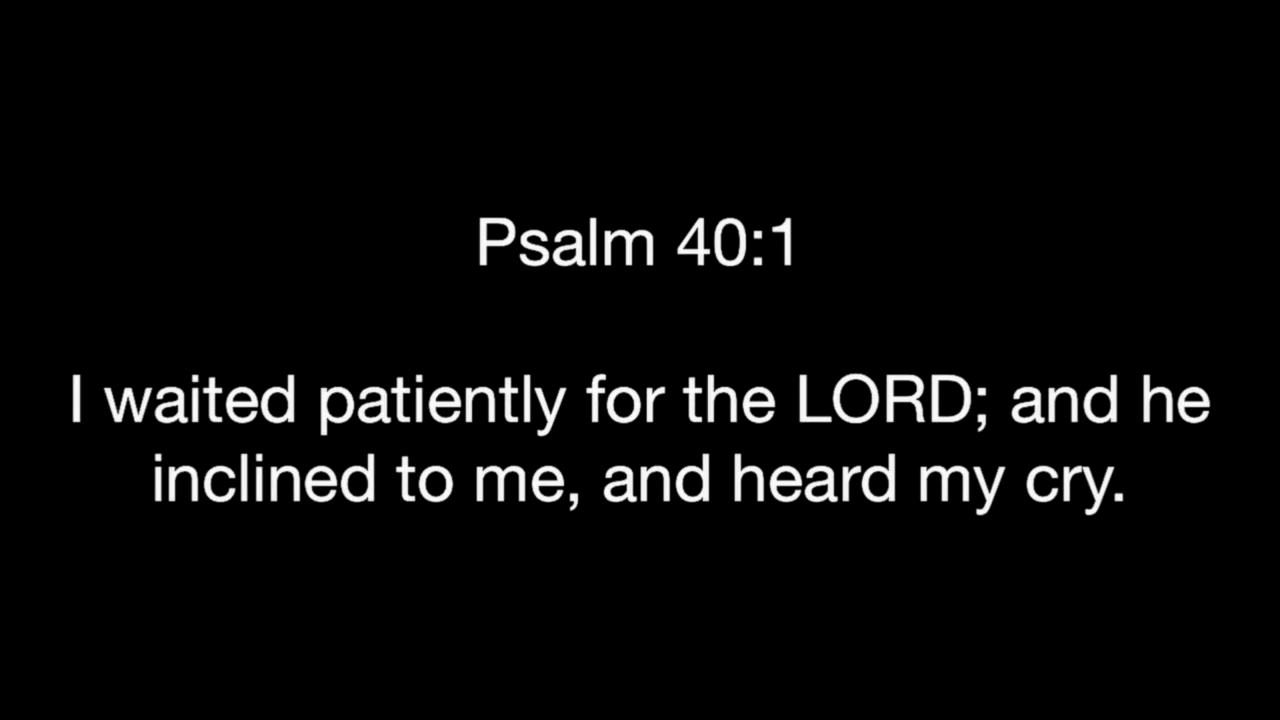 Psalm 40:1
I waited patiently for the LORD; and he
inclined to me, and heard my cry.